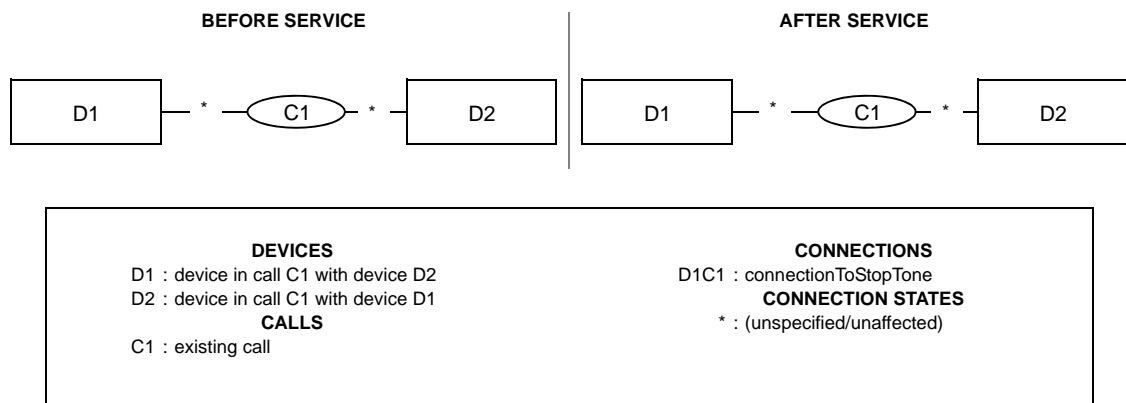 BEFORE SERVICE
AFTER SERVICE
D1 * C1 * D2
D1 * C1 * D2
DEVICES
D1 : device in call C1 with device D2
D2 : device in call C1 with device D1
CALLS
C1 : existing call
CONNECTIONS
D1C1 : connectionToStopTone
CONNECTION STATES
* : (unspecified/unaffected)